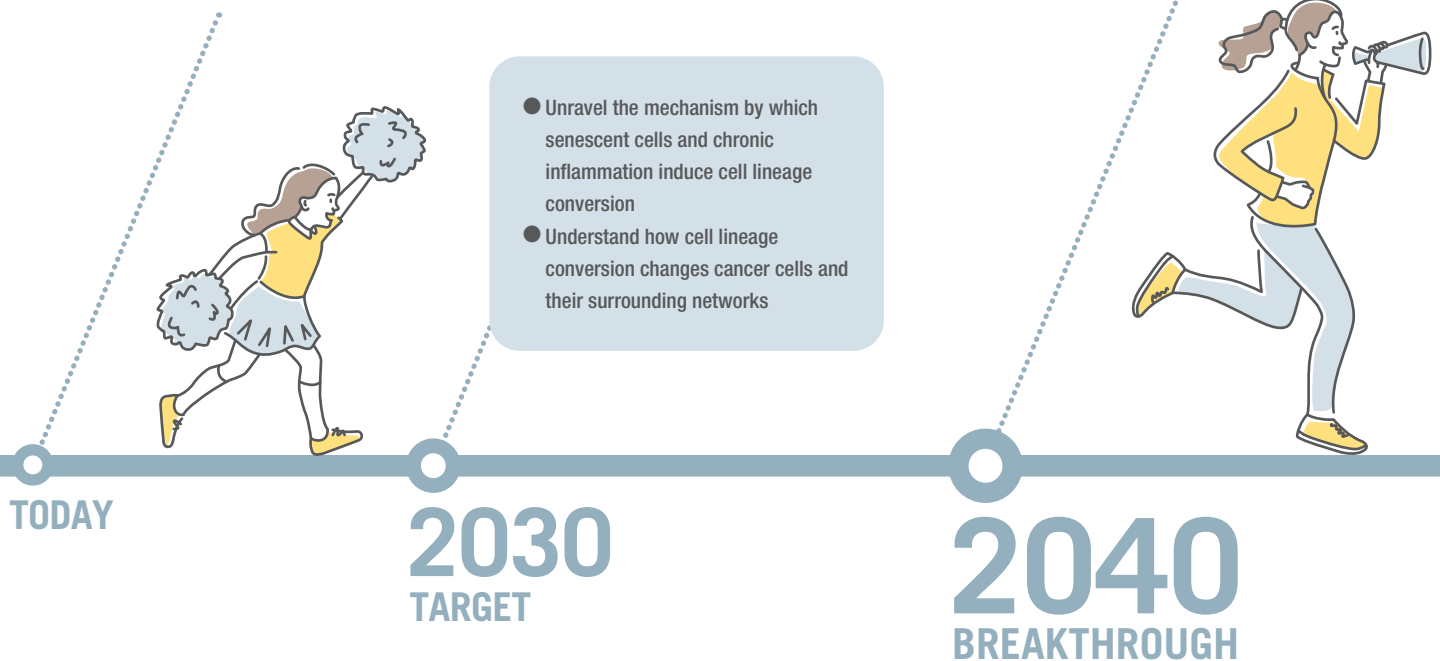 ● Unravel the mechanism by which
senescent cells and chronic
inflammation induce cell lineage
conversion
● Understand how cell lineage
conversion changes cancer cells and
their surrounding networks
TODAY
2030
TARGET
2040
BREAKTHROUGH